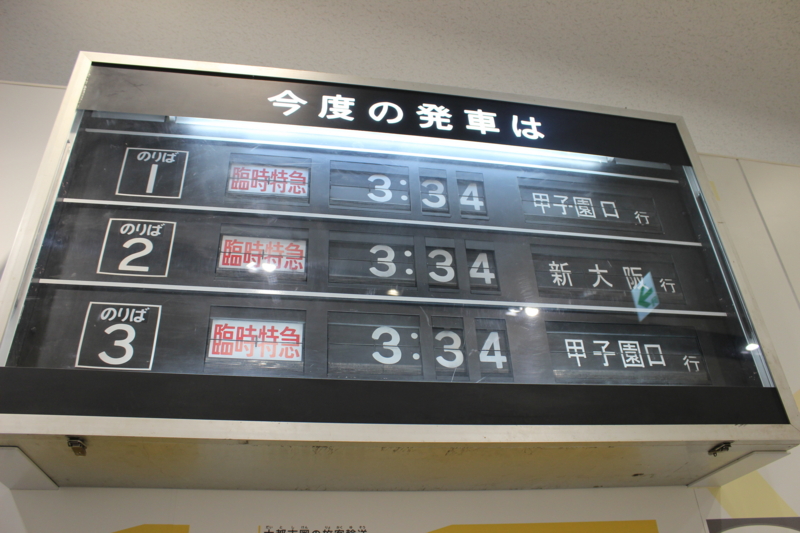 今度の発車は
のりば 1 臨時特急 3:34 甲子園口 行
のりば 2 臨時特急 3:34 新大阪 行
のりば 3 臨時特急 3:34 甲子園口 行